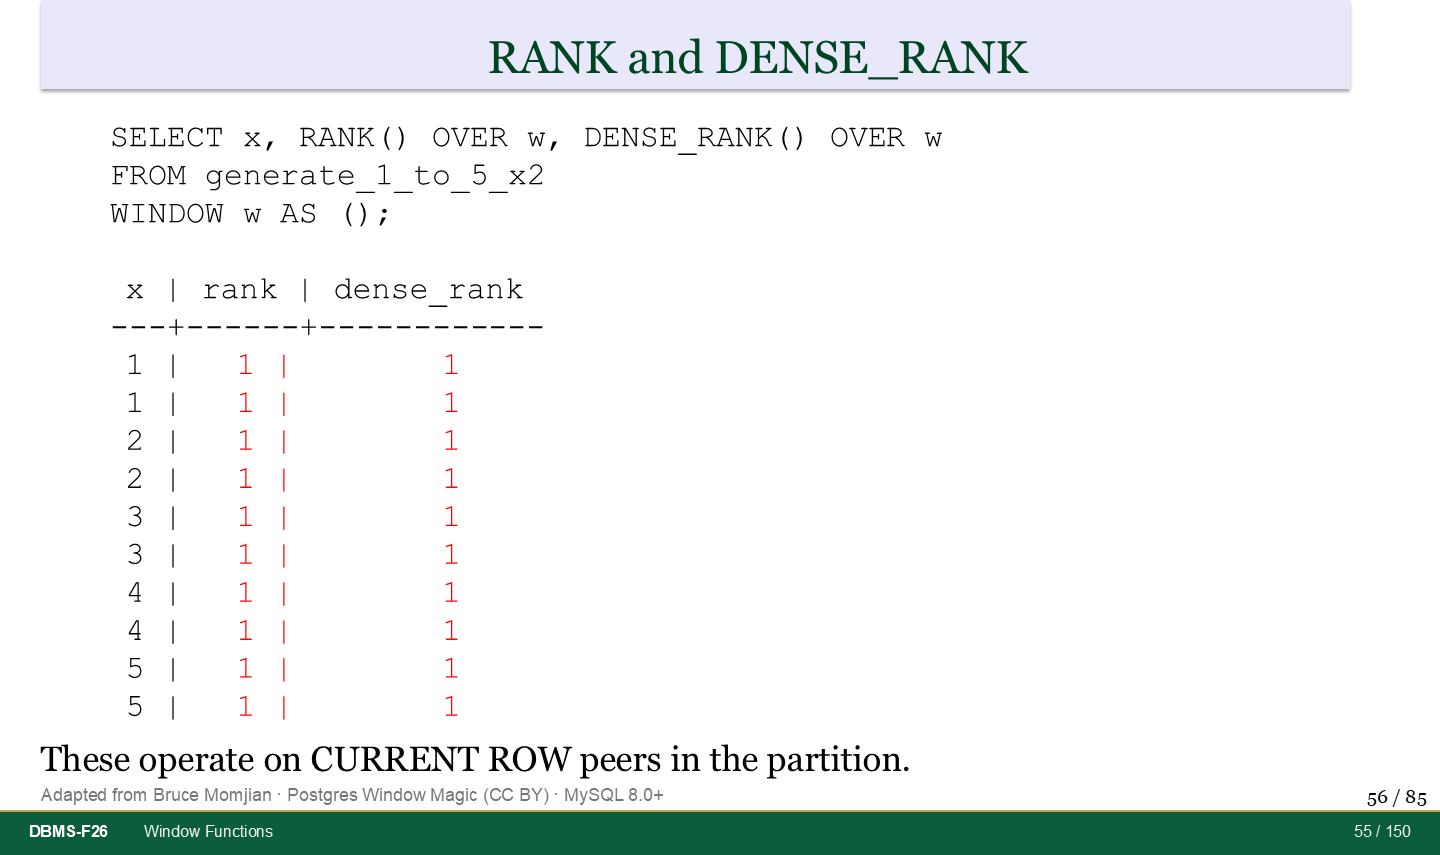 RANK and DENSE_RANK
SELECT x, RANK() OVER w, DENSE_RANK() OVER w
FROM generate_1_to_5_x2
WINDOW w AS ();
x | rank | dense_rank
---+------+------------
1 | 1 | 1
1 | 1 | 1
2 | 1 | 1
2 | 1 | 1
3 | 1 | 1
3 | 1 | 1
4 | 1 | 1
4 | 1 | 1
5 | 1 | 1
5 | 1 | 1
These operate on CURRENT ROW peers in the partition.
Adapted from Bruce Momjian · Postgres Window Magic (CC BY) · MySQL 8.0+
56 / 85
DBMS-F26 Window Functions 55 / 150